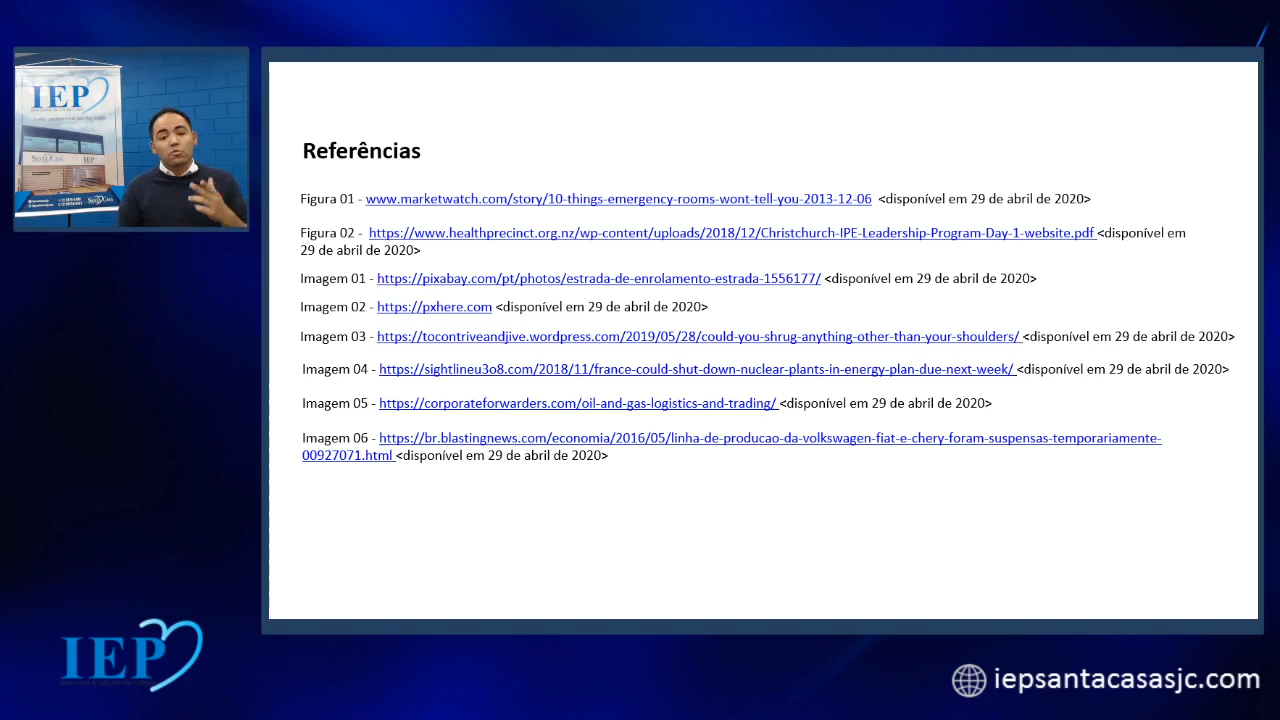 IEP
SANTA CASA
IEP
Referências
Figura 01 - www.marketwatch.com/story/10-things-emergency-rooms-wont-tell-you-2013-12-06 <disponível em 29 de abril de 2020>
Figura 02 - https://www.healthprecinct.org.nz/wp-content/uploads/2018/12/Christchurch-IPE-Leadership-Program-Day-1-website.pdf <disponível em
29 de abril de 2020>
Imagem 01 - https://pixabay.com/pt/photos/estrada-de-enrolamento-estrada-1556177/ <disponível em 29 de abril de 2020>
Imagem 02 - https://pxhere.com <disponível em 29 de abril de 2020>
Imagem 03 - https://tocontriveandjive.wordpress.com/2019/05/28/could-you-shrug-anything-other-than-your-shoulders/ <disponível em 29 de abril de 2020>
Imagem 04 - https://sightlineu3o8.com/2018/11/france-could-shut-down-nuclear-plants-in-energy-plan-due-next-week/ <disponível em 29 de abril de 2020>
Imagem 05 - https://corporateforwarders.com/oil-and-gas-logistics-and-trading/ <disponível em 29 de abril de 2020>
Imagem 06 - https://br.blastingnews.com/economia/2016/05/linha-de-producao-da-volkswagen-fiat-e-chery-foram-suspensas-temporariamente-
00927071.html <disponível em 29 de abril de 2020>
IEP
iepsantacasasjc.com